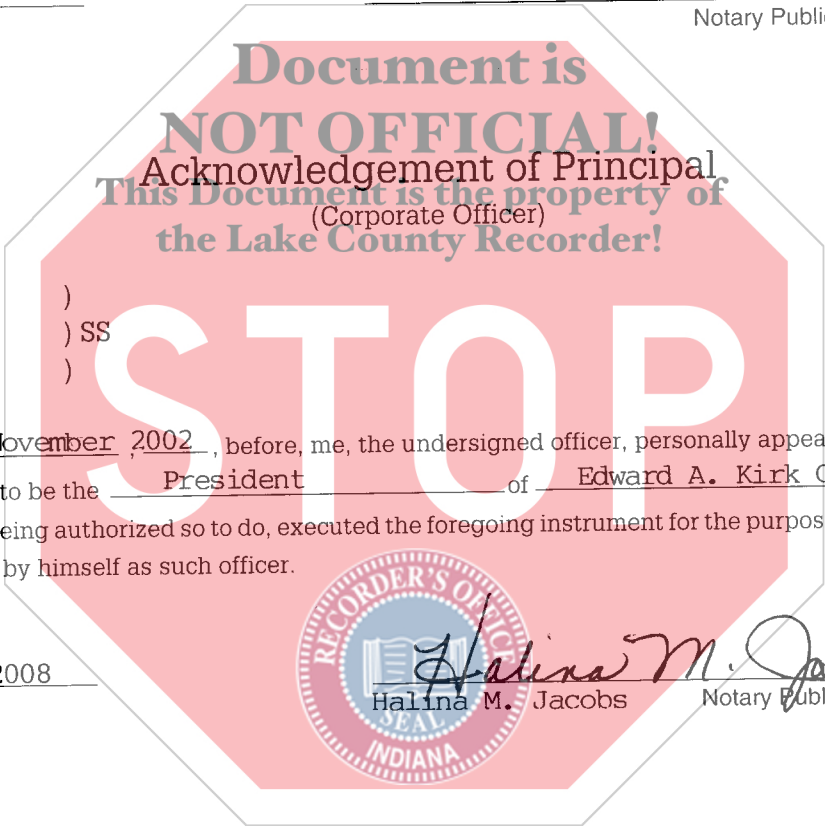 Notary Public
Document is
NOT OFFICIAL!
Acknowledgement of Principal
This Document is the property of
(Corporate Officer)
the Lake County Recorder!
)
) SS
)
STOP
ovember , 2002 , before, me, the undersigned officer, personally appea
to be the President of Edward A. Kirk C
eing authorized so to do, executed the foregoing instrument for the purpos
by himself as such officer.
RECORDER'S OFFICE
SEAL
INDIANA
Halina M. Ja
2008
Halina M. Jacobs Notary Publi